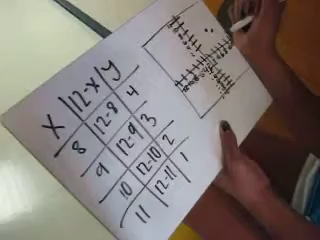 X | 12-X | y
8 | 12-8 | 4
9 | 12-9 | 3
10 | 12-10 | 2
11 | 12-11 | 1